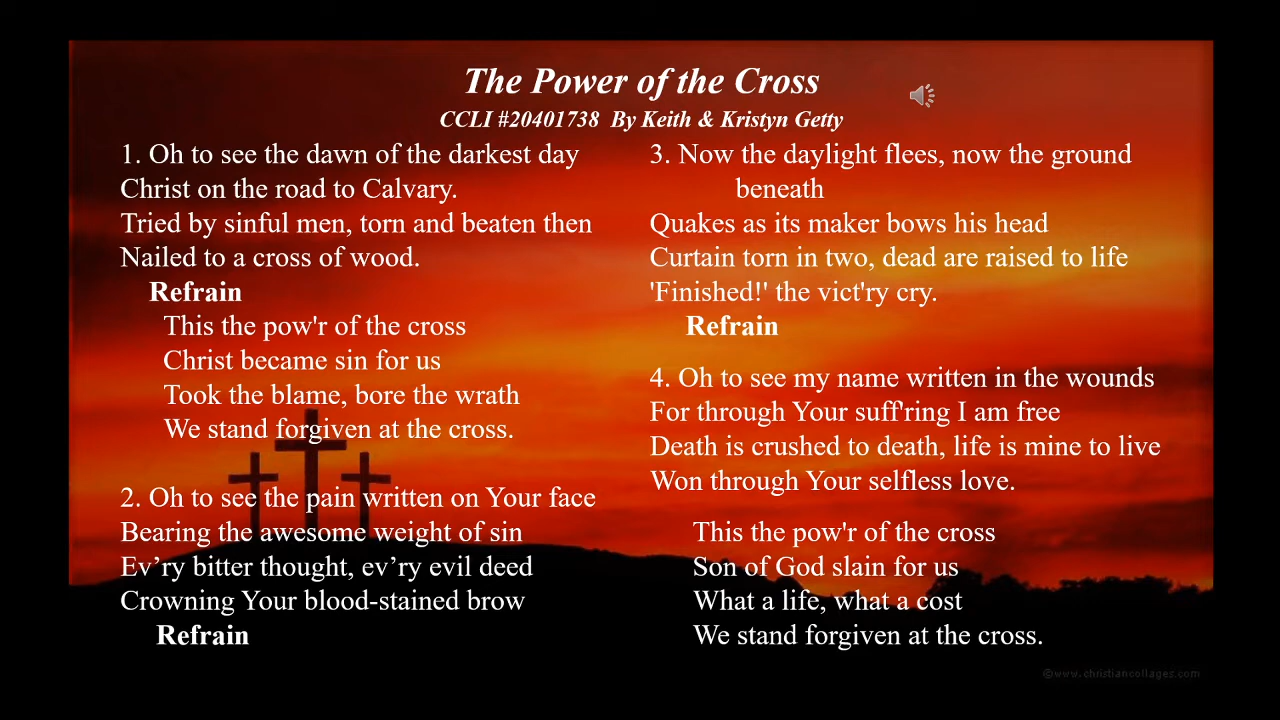 The Power of the Cross
CCLI #20401738 By Keith & Kristyn Getty
1. Oh to see the dawn of the darkest day
Christ on the road to Calvary.
Tried by sinful men, torn and beaten then
Nailed to a cross of wood.
Refrain
This the pow'r of the cross
Christ became sin for us
Took the blame, bore the wrath
We stand forgiven at the cross.
2. Oh to see the pain written on Your face
Bearing the awesome weight of sin
Ev’ry bitter thought, ev’ry evil deed
Crowning Your blood-stained brow
Refrain
3. Now the daylight flees, now the ground
beneath
Quakes as its maker bows his head
Curtain torn in two, dead are raised to life
'Finished!' the vict'ry cry.
Refrain
4. Oh to see my name written in the wounds
For through Your suff'ring I am free
Death is crushed to death, life is mine to live
Won through Your selfless love.
This the pow'r of the cross
Son of God slain for us
What a life, what a cost
We stand forgiven at the cross.
©www.christiancollages.com